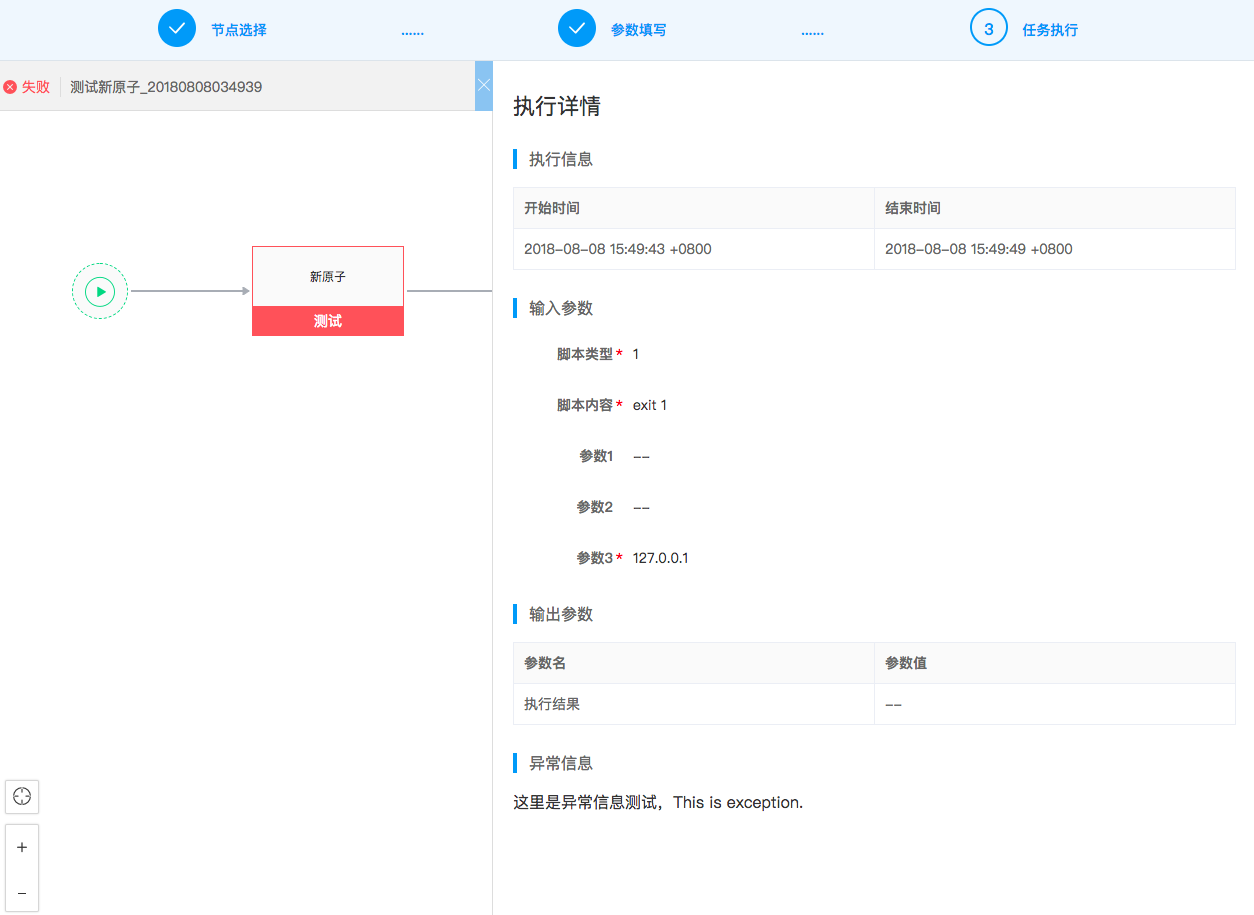 节点选择
......
参数填写
......
3 任务执行
失败 测试新原子_20180808034939
新原子
测试
执行详情
执行信息
开始时间 结束时间
2018-08-08 15:49:43 +0800 2018-08-08 15:49:49 +0800
输入参数
脚本类型* 1
脚本内容* exit 1
参数1 --
参数2 --
参数3* 127.0.0.1
输出参数
参数名 参数值
执行结果 --
异常信息
这里是异常信息测试，This is exception.